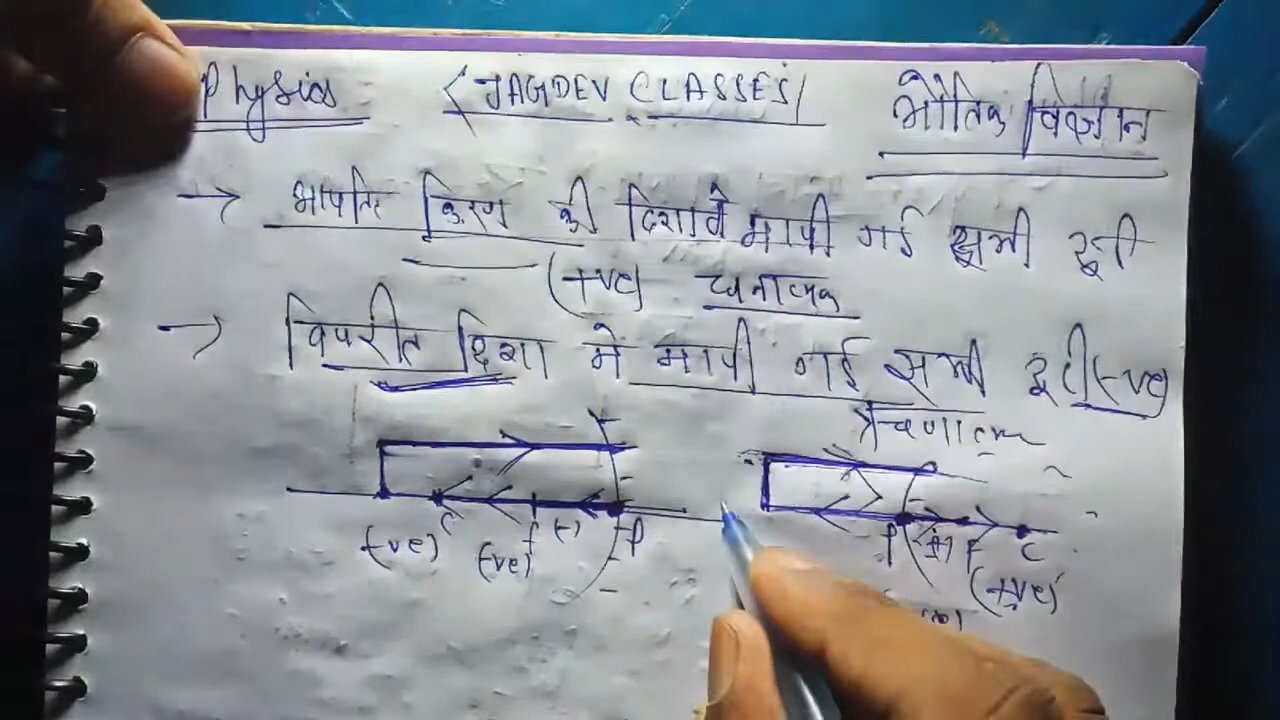 Physics <JAGDEV CLASSES/ भौतिक विज्ञान
→ आपतित किरण की दिशा में मापी गई सभी दूरी
(+ve) धनात्मक
→ विपरीत दिशा में मापी गई सभी दूरी (-ve)
ऋणात्मक
(-ve) C (ve) f (-) P
P (+) F C
(+ve)